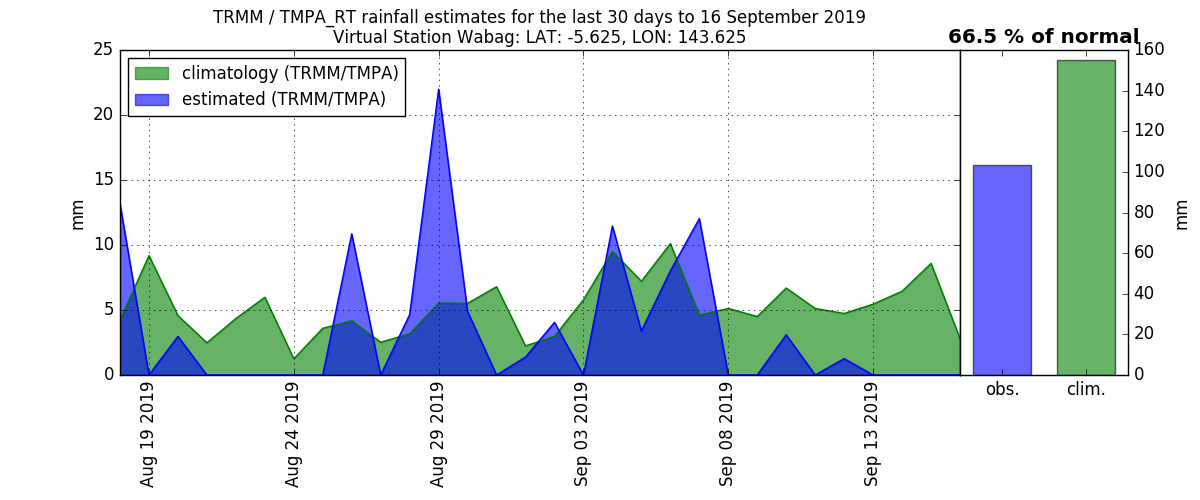 TRMM / TMPA_RT rainfall estimates for the last 30 days to 16 September 2019
Virtual Station Wabag: LAT: -5.625, LON: 143.625
66.5 % of normal
climatology (TRMM/TMPA)
estimated (TRMM/TMPA)
mm
25
20
15
10
5
0
Aug 19 2019
Aug 24 2019
Aug 29 2019
Sep 03 2019
Sep 08 2019
Sep 13 2019
obs.
clim.
160
140
120
100
80
60
40
20
0
mm